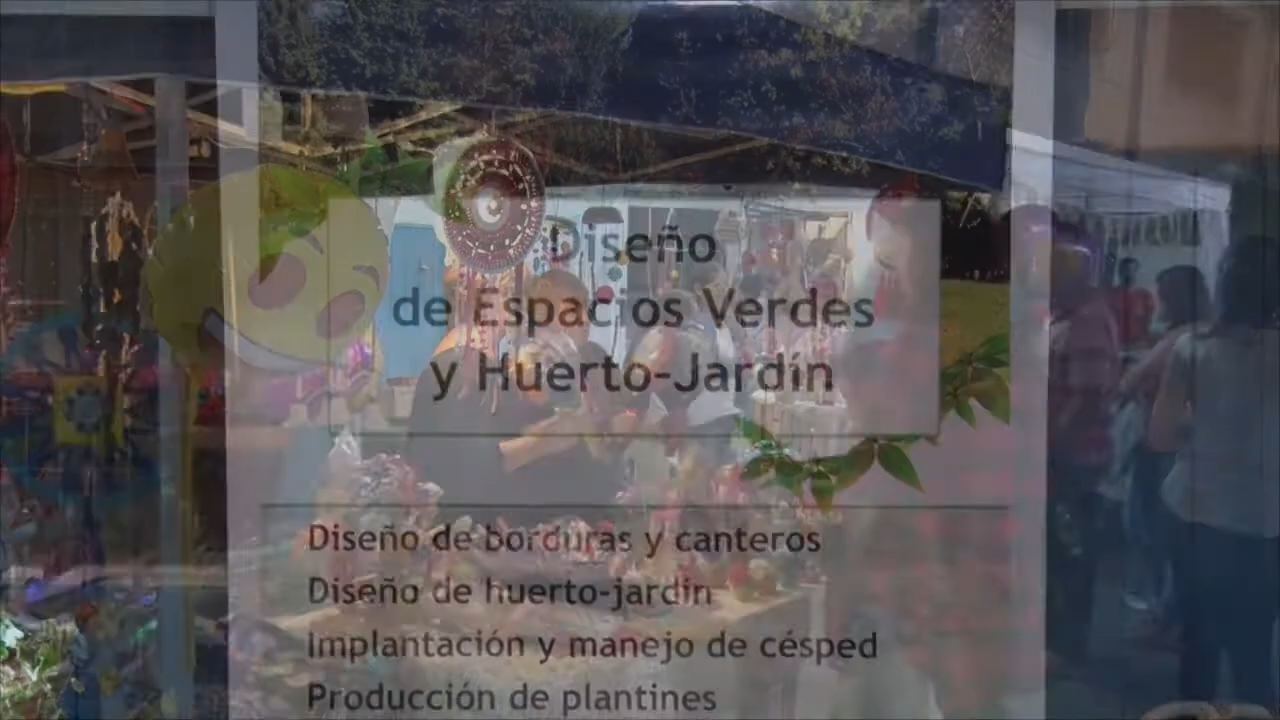 Diseño
de Espacios Verdes
y Huerto-Jardín
Diseño de borduras y canteros
Diseño de huerto-jardín
Implantación y manejo de césped
Producción de plantines